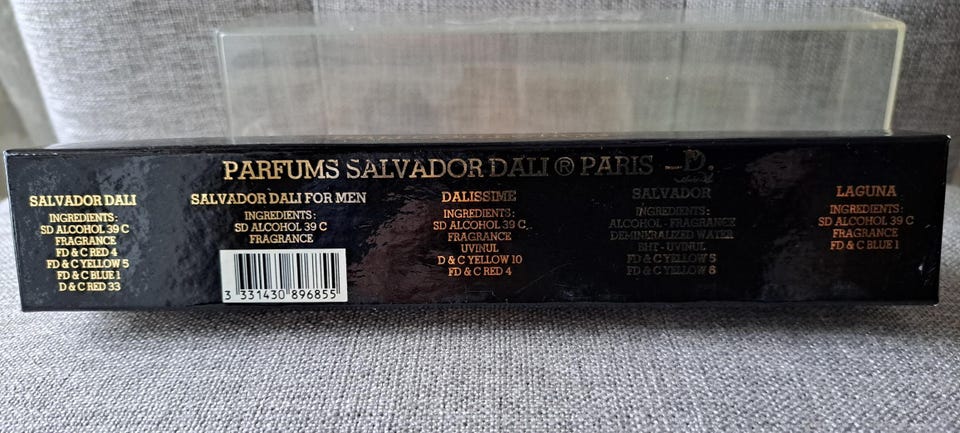 PARFUMS SALVADOR DALI ® PARIS
SALVADOR DALI
INGREDIENTS:
SD ALCOHOL 39 C
FRAGRANCE
FD & C RED 4
FD & C YELLOW 5
FD & C BLUE 1
D & C RED 33
SALVADOR DALI FOR MEN
INGREDIENTS:
SD ALCOHOL 39 C
FRAGRANCE
3 331430 896855
DALISSIME
INGREDIENTS:
SD ALCOHOL 39 C,
FRAGRANCE
UVINUL
D & C YELLOW 10
FD & C RED 4
SALVADOR
INGREDIENTS:
ALCOHOL - FRAGRANCE
DEMINERALIZED WATER
BHT - UVINUL
FD & C YELLOW 5
FD & C YELLOW 6
LAGUNA
INGREDIENTS:
SD ALCOHOL 39 C
FRAGRANCE
FD & C BLUE 1